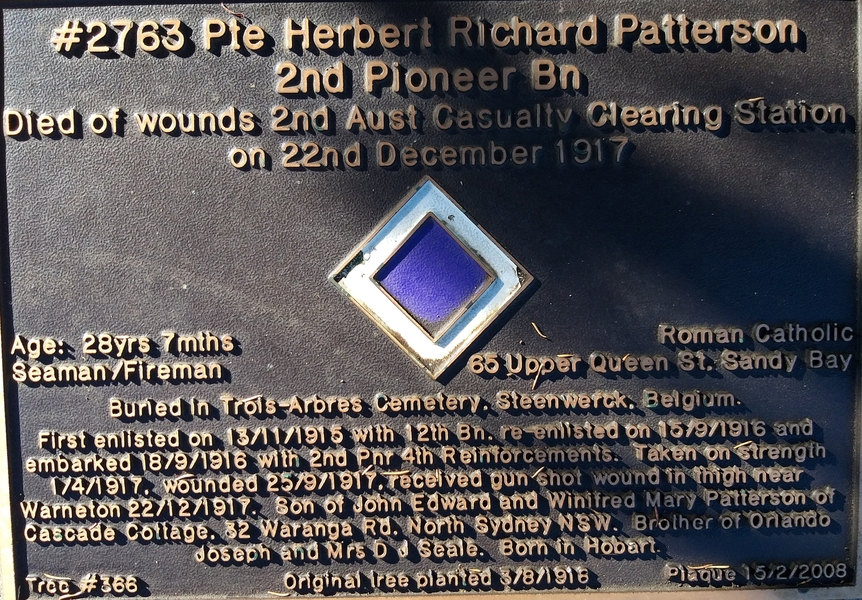 #2763 Pte Herbert Richard Patterson
2nd Pioneer Bn
Died of wounds 2nd Aust Casualty Clearing Station
on 22nd December 1917
Age: 28yrs 7mths
Seaman/Fireman
Roman Catholic
65 Upper Queen St. Sandy Bay
Buried in Trois-Arbres Cemetery, Steenwerck, Belgium.
First enlisted on 13/11/1915 with 12th Bn. re-enlisted on 15/9/1916 and
embarked 18/9/1916 with 2nd Pnr 4th Reinforcements. Taken on strength
1/4/1917, wounded 25/9/1917, received gun shot wound in thigh near
Warneton 22/12/1917. Son of John Edward and Winifred Mary Patterson of
Cascade Cottage, 32 Waranga Rd, North Sydney NSW. Brother of Orlando
Joseph and Mrs D J Seale. Born in Hobart.
Tree #366
Original tree planted 3/8/1918
Plaque 15/2/2008